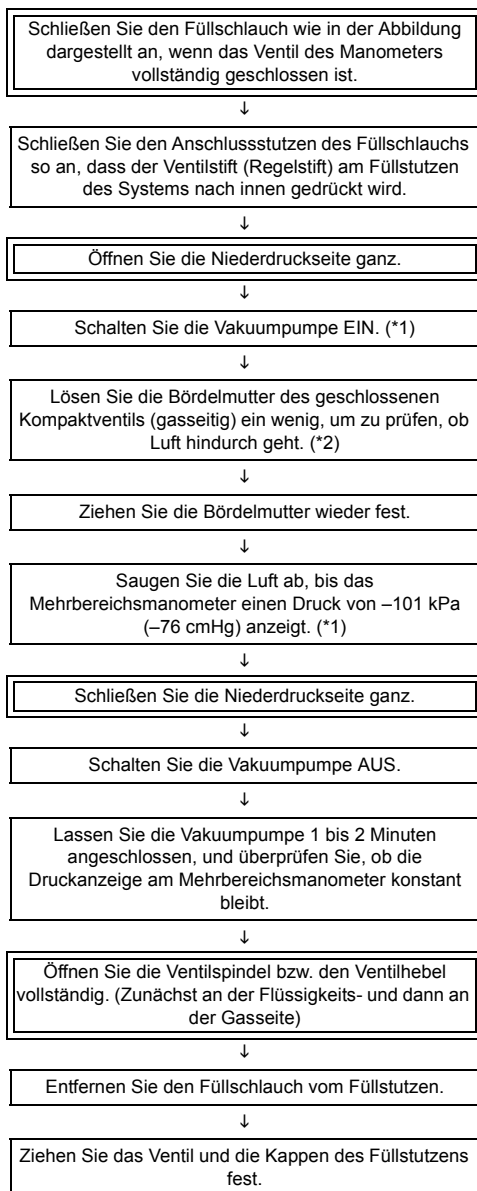 Schließen Sie den Füllschlauch wie in der Abbildung
dargestellt an, wenn das Ventil des Manometers
vollständig geschlossen ist.
↓
Schließen Sie den Anschlussstutzen des Füllschlauchs
so an, dass der Ventilstift (Regelstift) am Füllstutzen
des Systems nach innen gedrückt wird.
↓
Öffnen Sie die Niederdruckseite ganz.
↓
Schalten Sie die Vakuumpumpe EIN. (*1)
↓
Lösen Sie die Bördelmutter des geschlossenen
Kompaktventils (gasseitig) ein wenig, um zu prüfen, ob
Luft hindurch geht. (*2)
↓
Ziehen Sie die Bördelmutter wieder fest.
↓
Saugen Sie die Luft ab, bis das
Mehrbereichsmanometer einen Druck von –101 kPa
(–76 cmHg) anzeigt. (*1)
↓
Schließen Sie die Niederdruckseite ganz.
↓
Schalten Sie die Vakuumpumpe AUS.
↓
Lassen Sie die Vakuumpumpe 1 bis 2 Minuten
angeschlossen, und überprüfen Sie, ob die
Druckanzeige am Mehrbereichsmanometer konstant
bleibt.
↓
Öffnen Sie die Ventilspindel bzw. den Ventilhebel
vollständig. (Zunächst an der Flüssigkeits- und dann an
der Gasseite)
↓
Entfernen Sie den Füllschlauch vom Füllstutzen.
↓
Ziehen Sie das Ventil und die Kappen des Füllstutzens
fest.